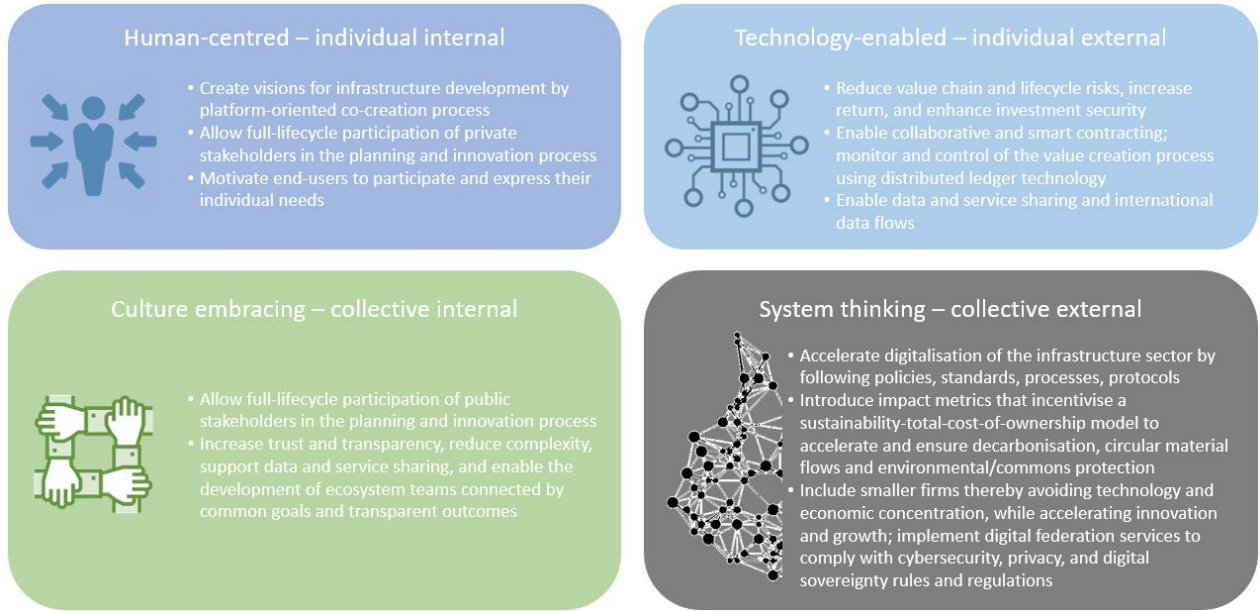 Human-centred – individual internal
• Create visions for infrastructure development by
platform-oriented co-creation process
• Allow full-lifecycle participation of private
stakeholders in the planning and innovation process
• Motivate end-users to participate and express their
individual needs
Technology-enabled – individual external
• Reduce value chain and lifecycle risks, increase
return, and enhance investment security
• Enable collaborative and smart contracting;
monitor and control of the value creation process
using distributed ledger technology
• Enable data and service sharing and international
data flows
Culture embracing – collective internal
• Allow full-lifecycle participation of public
stakeholders in the planning and innovation process
• Increase trust and transparency, reduce complexity,
support data and service sharing, and enable the
development of ecosystem teams connected by
common goals and transparent outcomes
System thinking – collective external
• Accelerate digitalisation of the infrastructure sector by
following policies, standards, processes, protocols
• Introduce impact metrics that incentivise a
sustainability-total-cost-of-ownership model to
accelerate and ensure decarbonisation, circular material
flows and environmental/commons protection
• Include smaller firms thereby avoiding technology and
economic concentration, while accelerating innovation
and growth; implement digital federation services to
comply with cybersecurity, privacy, and digital
sovereignty rules and regulations